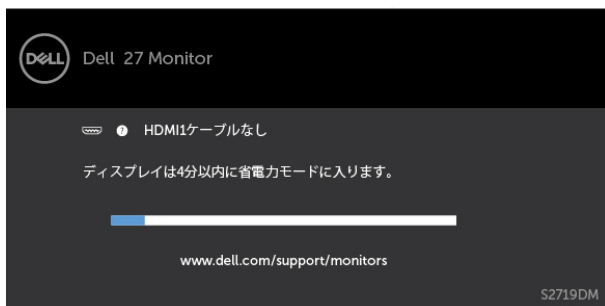 DELL
Dell 27 Monitor
? HDMI1ケーブルなし
ディスプレイは4分以内に省電力モードに入ります。
www.dell.com/support/monitors
S2719DM